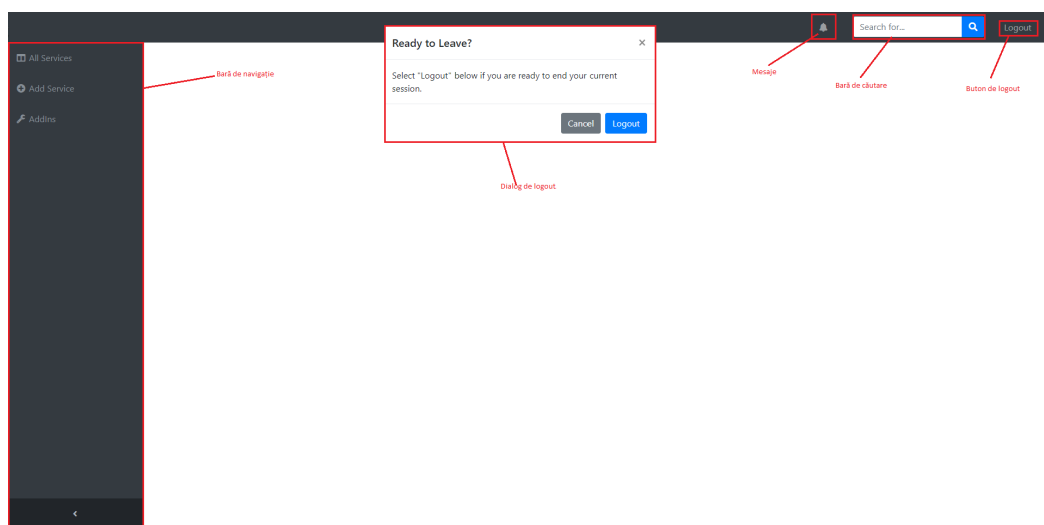 Search for...
Logout
Ready to Leave?
×
All Services
Select "Logout" below if you are ready to end your current
session.
Bară de navigație
Mesaje
Bară de căutare
Buton de logout
Add Service
AddIns
Cancel
Logout
Dialog de logout